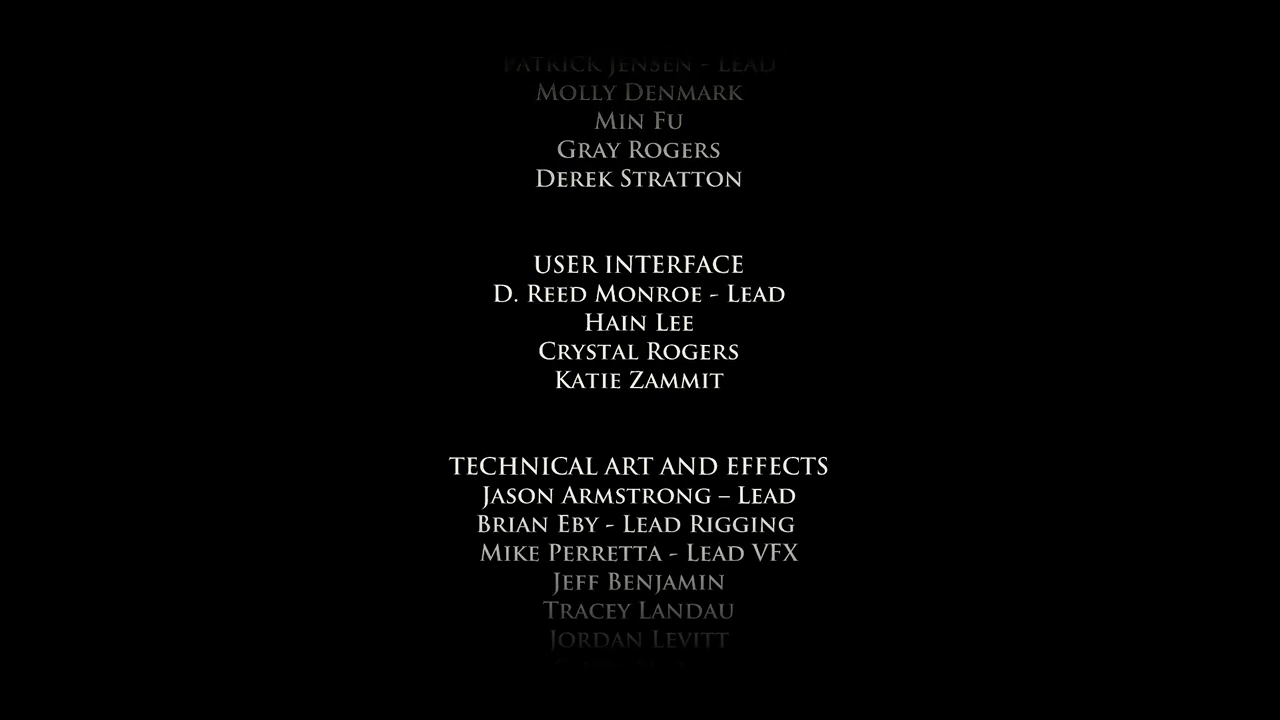 Patrick Jensen - Lead
Molly Denmark
Min Fu
Gray Rogers
Derek Stratton
USER INTERFACE
D. Reed Monroe - Lead
Hain Lee
Crystal Rogers
Katie Zammit
TECHNICAL ART AND EFFECTS
Jason Armstrong – Lead
Brian Eby - Lead Rigging
Mike Perretta - Lead VFX
Jeff Benjamin
Tracey Landau
Jordan Levitt